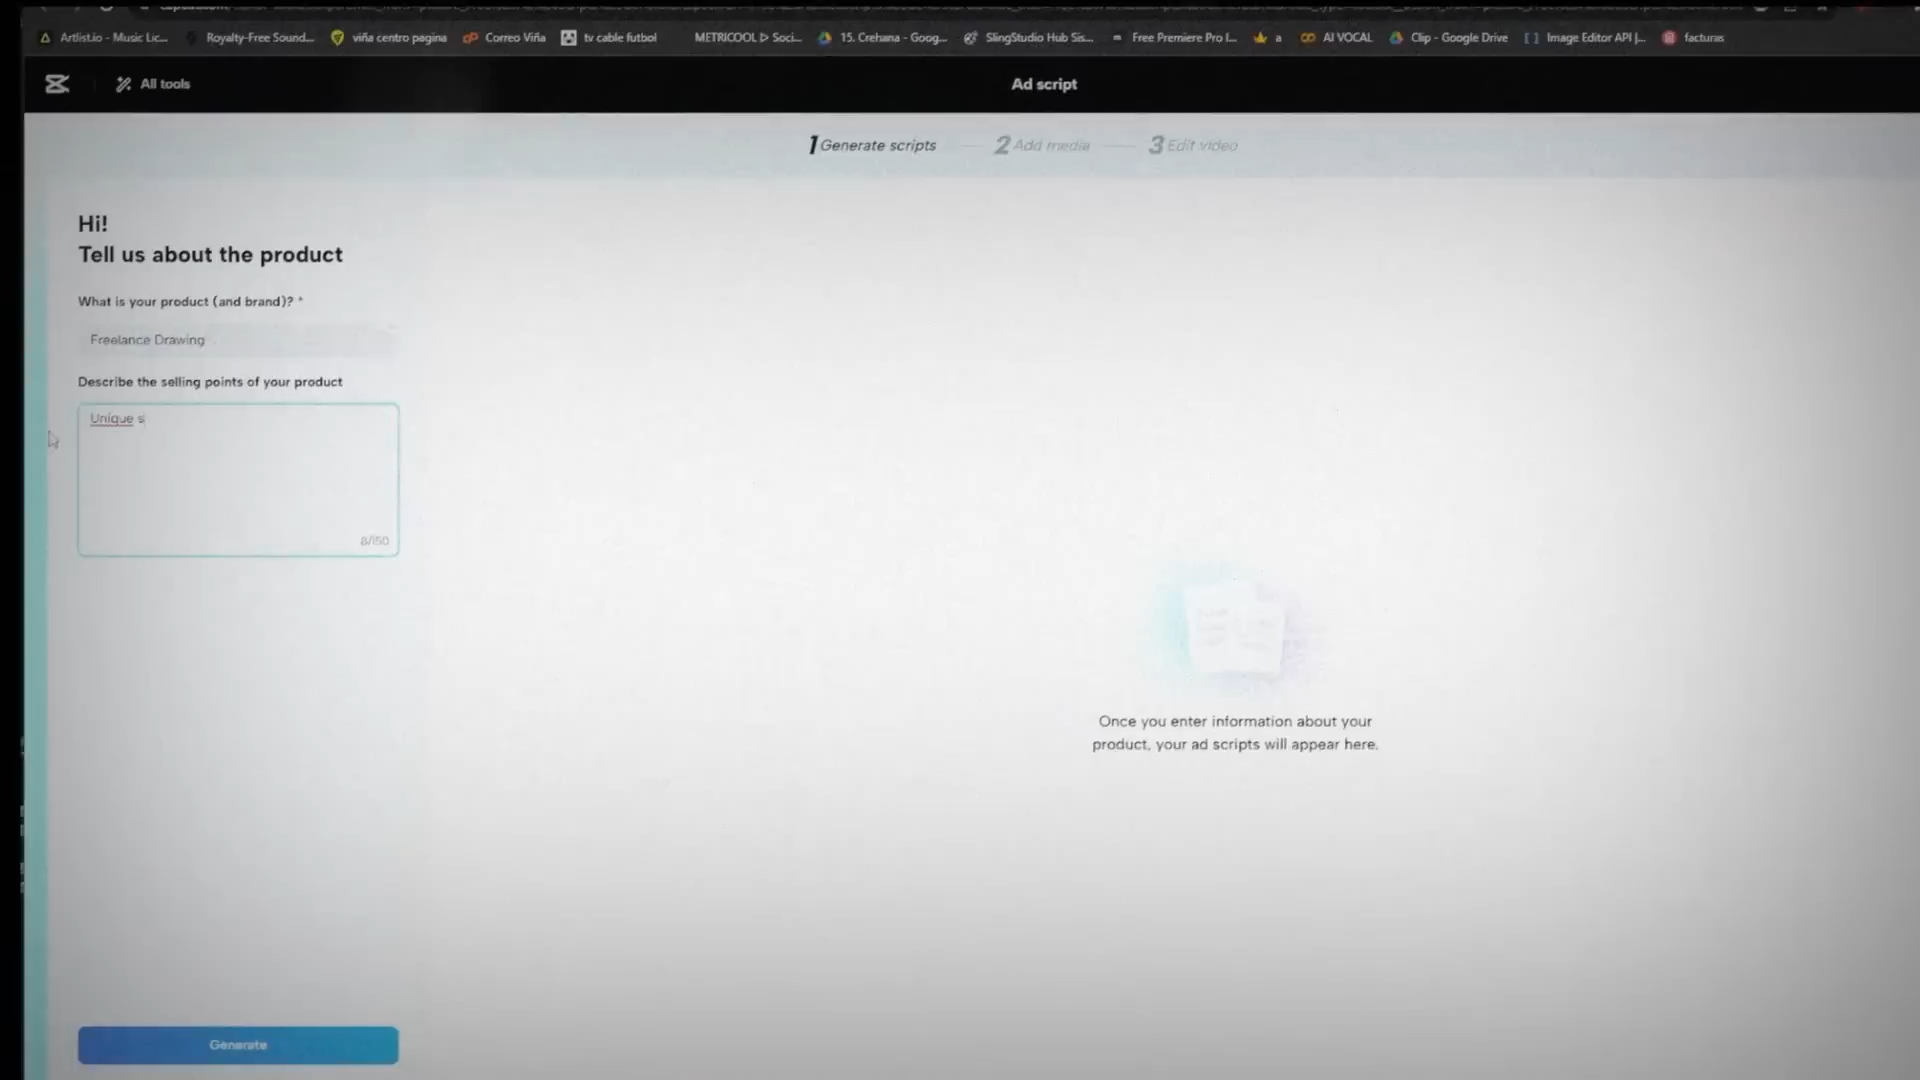 Artlist.io - Music Lic... Royalty-Free Sound... viña centro pagina Correo Viña tv cable futbol METRICOOL ▷ Soci... 15. Crehana - Goog... SlingStudio Hub Sis... Free Premiere Pro I... a AI VOCAL Clip - Google Drive Image Editor API |... facturas
All tools
Ad script
1 Generate scripts 2 Add media 3 Edit video
Hi!
Tell us about the product
What is your product (and brand)? *
Freelance Drawing
Describe the selling points of your product
Unique s
8/150
Once you enter information about your
product, your ad scripts will appear here.
Generate